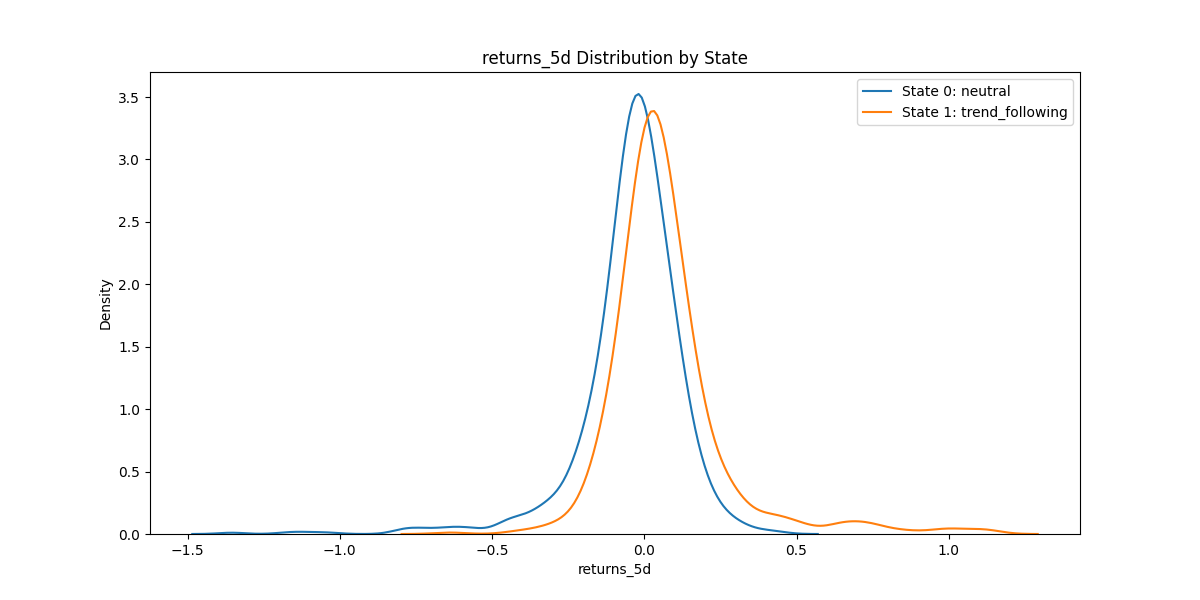 returns_5d Distribution by State
State 0: neutral
State 1: trend_following
Density
3.5
3.0
2.5
2.0
1.5
1.0
0.5
0.0
−1.5
−1.0
−0.5
0.0
0.5
1.0
returns_5d